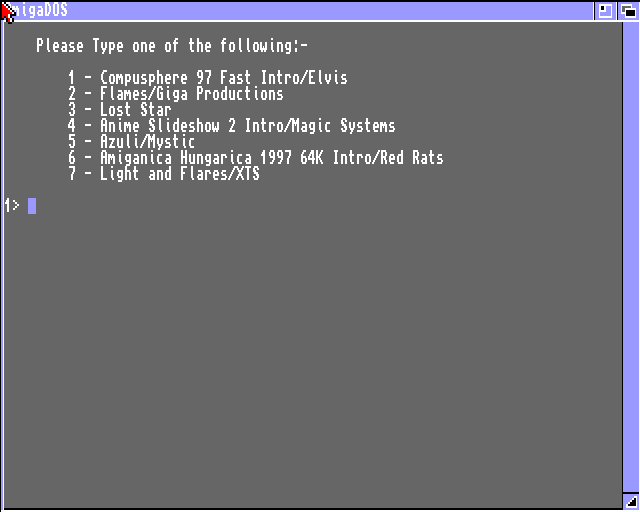 AmigaDOS
Please Type one of the following:-
1 - Compusphere 97 Fast Intro/Elvis
2 - Flames/Giga Productions
3 - Lost Star
4 - Anime Slideshow 2 Intro/Magic Systems
5 - Azuli/Mystic
6 - Amiganica Hungarica 1997 64K Intro/Red Rats
7 - Light and Flares/XTS
1>